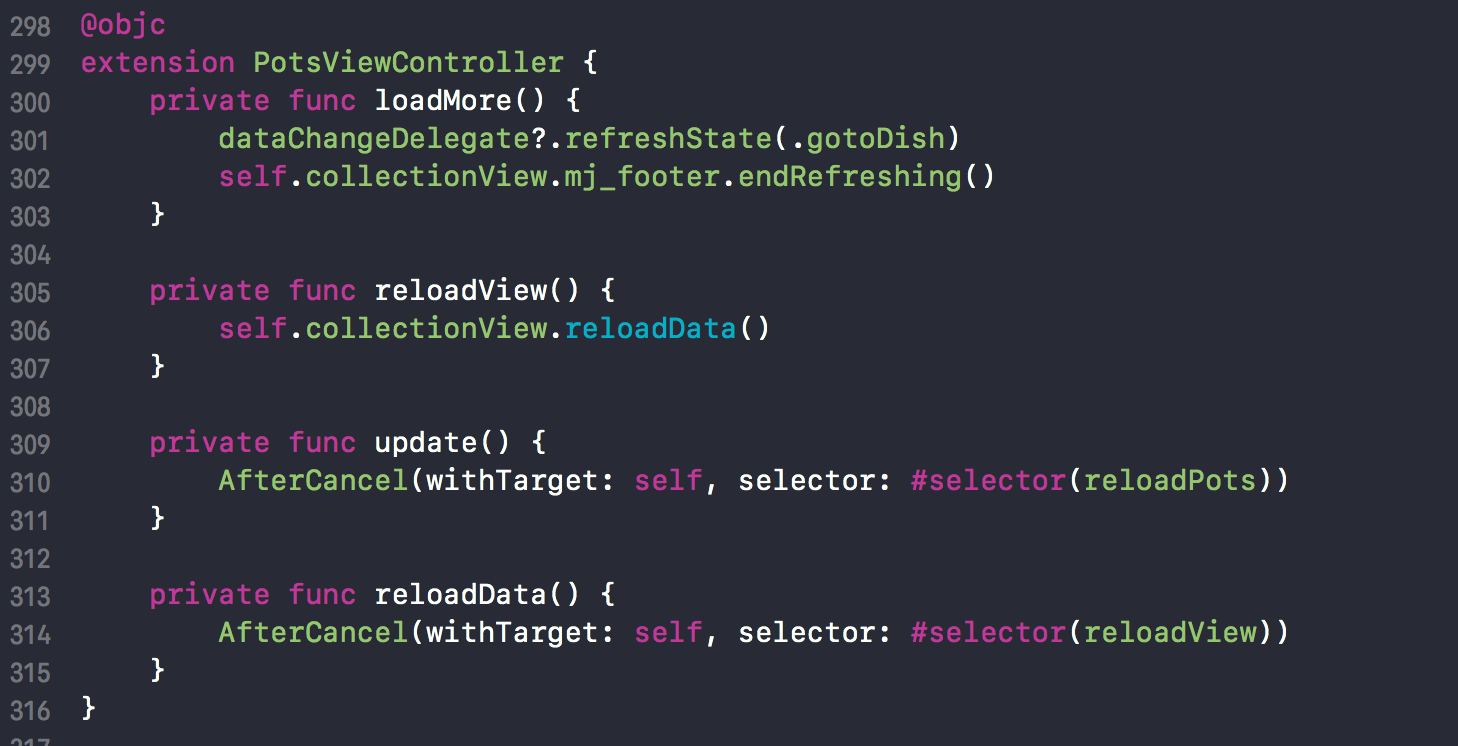 298 @objc
299 extension PotsViewController {
300 private func loadMore() {
301 dataChangeDelegate?.refreshState(.gotoDish)
302 self.collectionView.mj_footer.endRefreshing()
303 }
304
305 private func reloadView() {
306 self.collectionView.reloadData()
307 }
308
309 private func update() {
310 AfterCancel(withTarget: self, selector: #selector(reloadPots))
311 }
312
313 private func reloadData() {
314 AfterCancel(withTarget: self, selector: #selector(reloadView))
315 }
316 }
317